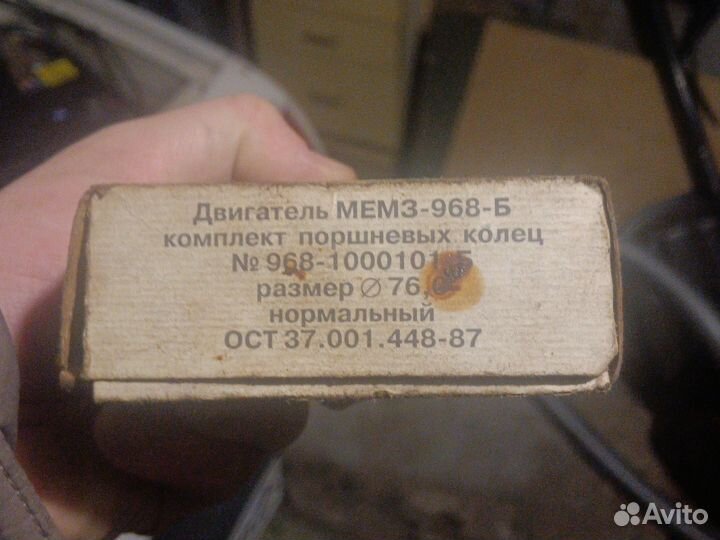 Двигатель МЕМЗ-968-Б
комплект поршневых колец
№ 968-1000101-Б
размер ⌀ 76,
нормальный
ОСТ 37.001.448-87
Avito